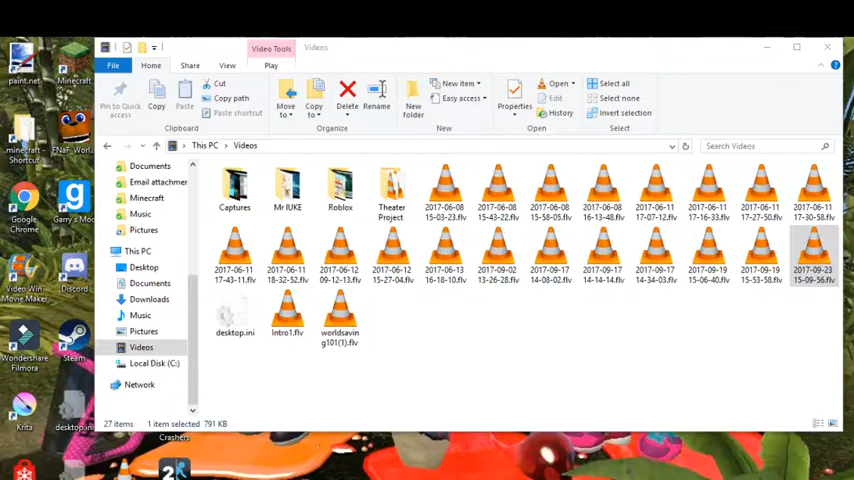 Video Tools
Videos
File
Home
Share
View
Play
Pin to Quick
access
Copy
Paste
Cut
Copy path
Paste shortcut
Clipboard
Move
to
Copy
to
Delete
Rename
Organize
New
folder
New item
Easy access
New
Properties
Open
Edit
History
Open
Select all
Select none
Invert selection
Select
This PC
Videos
Search Videos
Documents
Email attachmer
Minecraft
Music
Pictures
This PC
Desktop
Documents
Downloads
Music
Pictures
Videos
Local Disk (C:)
Network
Captures
Mr IUKE
Roblox
Theater
Project
2017-06-08
15-03-23.flv
2017-06-08
15-43-22.flv
2017-06-08
15-58-05.flv
2017-06-08
16-13-48.flv
2017-06-11
17-07-12.flv
2017-06-11
17-16-33.flv
2017-06-11
17-27-50.flv
2017-06-11
17-30-58.flv
2017-06-11
17-43-11.flv
2017-06-11
18-32-52.flv
2017-06-12
09-12-13.flv
2017-06-12
15-27-04.flv
2017-06-13
16-18-10.flv
2017-09-02
13-26-28.flv
2017-09-17
14-08-02.flv
2017-09-17
14-14-14.flv
2017-09-17
14-34-03.flv
2017-09-19
15-06-40.flv
2017-09-19
15-53-58.flv
2017-09-23
15-09-56.flv
desktop.ini
Intro1.flv
worldsavin
g101(1).flv
27 items
1 item selected
791 KB
paint.net
Minecraft
.minecraft -
Shortcut
FNaF_World
Google
Chrome
Garry's Mo
Video Win
Movie Maker
Discord
Wondershare
Filmora
Steam
Krita
desktop.ini
Crashers
2